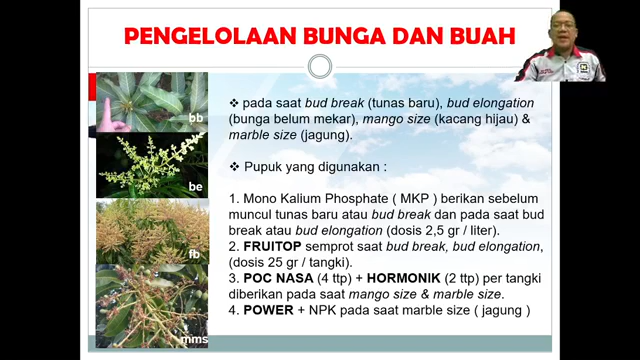 PENGELOLAAN BUNGA DAN BUAH
bb
be
fb
mms
❖ pada saat bud break (tunas baru), bud elongation
(bunga belum mekar), mango size (kacang hijau) &
marble size (jagung).
❖ Pupuk yang digunakan :
1. Mono Kalium Phosphate ( MKP ) berikan sebelum
muncul tunas baru atau bud break dan pada saat bud
break atau bud elongation (dosis 2,5 gr / liter).
2. FRUITOP semprot saat bud break, bud elongation,
(dosis 25 gr / tangki).
3. POC NASA (4 ttp) + HORMONIK (2 ttp) per tangki
diberikan pada saat mango size & marble size.
4. POWER + NPK pada saat marble size ( jagung )